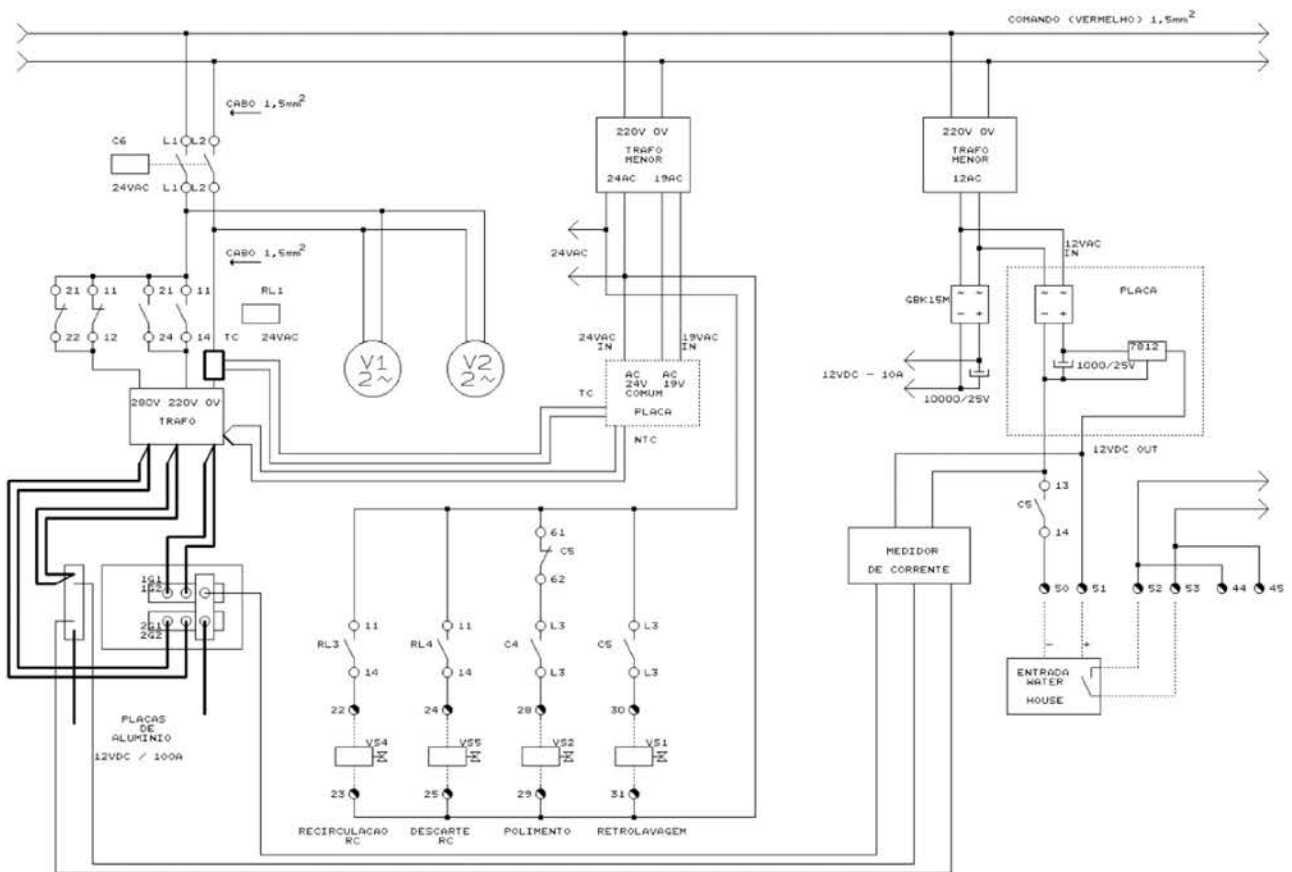 COMANDO (VERMELHO) 1,5mm²
CABO 1,5mm²
C6
L1 L2
24VAC
L1 L2
220V 0V
TRAFO
MENOR
24AC 19AC
220V 0V
TRAFO
MENOR
12AC
24VAC
CABO 1,5mm²
12VAC
IN
21 11 21 11
RL1
22 12 24 14
TC
24VAC
V1
2~
V2
2~
24VAC
IN
19VAC
IN
GBK15M
~ ~
- +
~ ~
- +
PLACA
7812
1000/25V
12VDC - 10A
10000/25V
TC
AC AC
24V 19V
COMUM
PLACA
NTC
280V 220V 0V
TRAFO
12VDC OUT
13
C5
14
MEDIDOR
DE CORRENTE
61
C5
62
1G1
1G2
2G1
2G2
50 51 52 53 44 45
- +
ENTRADA
WATER
HOUSE
11
RL3
14
11
RL4
14
L3
C4
L3
L3
C5
L3
PLACAS
DE
ALUMINIO
12VDC / 100A
22 24 28 30
VS4 VS5 VS2 VS1
23 25 29 31
RECIRCULACAO
RC
DESCARTE
RC
POLIMENTO
RETROLAVAGEM